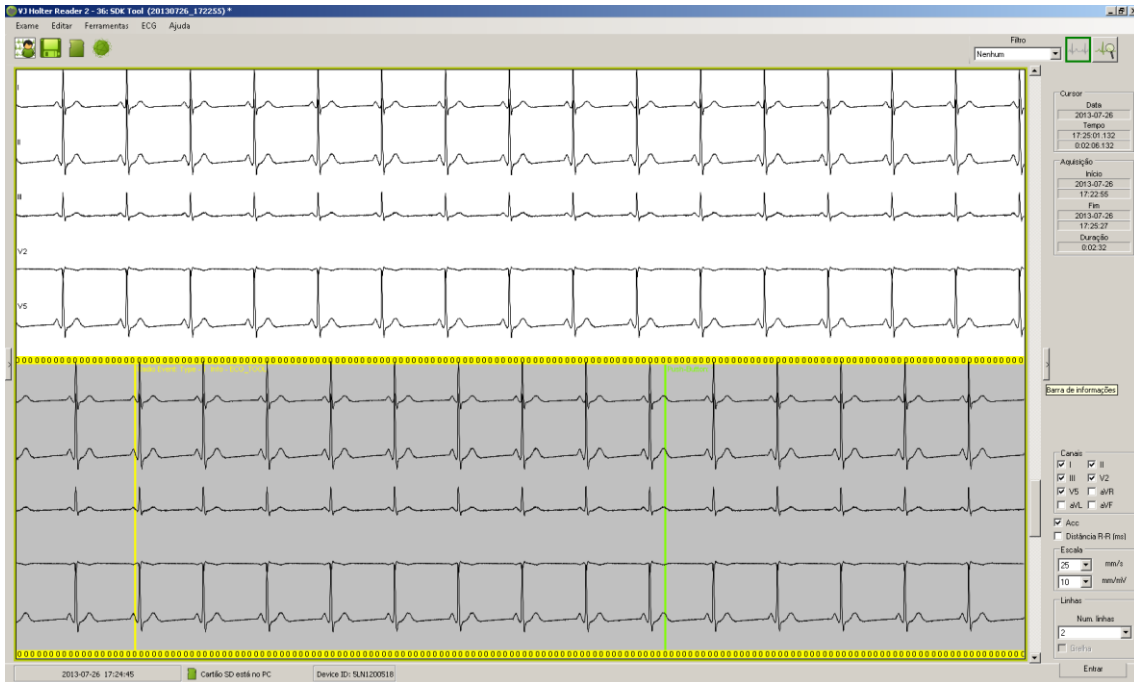 VJ Holter Reader 2 - 36: SDK Tool (20130726_172255) *
Exame Editar Ferramentas ECG Ajuda
Filtro
Nenhum
I
II
III
V2
V5
Cursor
Data
2013-07-26
Tempo
17:25:01.132
0:02:06.132
Aquisição
Início
2013-07-26
17:22:55
Fim
2013-07-26
17:25:27
Duração
0:02:32
Event: Type - Info - ECG_TOOL
Barra de informações
Canais
I II
III V2
V5 aVR
aVL aVF
Acc
Distância R-R (ms)
Escala
25 mm/s
10 mm/mV
Linhas
Num. linhas
2
Grelha
Entrar
2013-07-26 17:24:45 Cartão SD está no PC Device ID: 5LN1200518